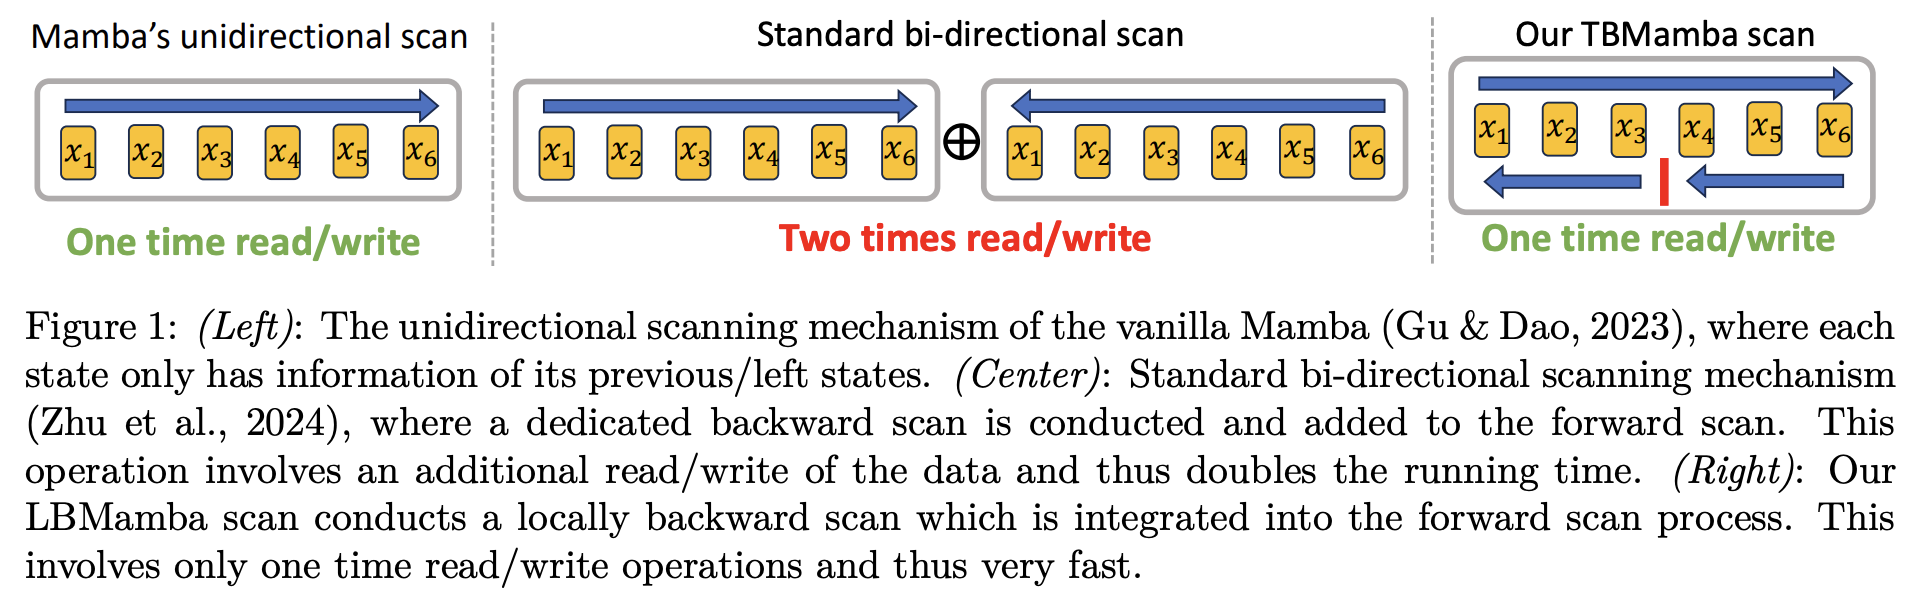 Mamba's unidirectional scan
x1 x2 x3 x4 x5 x6
One time read/write
Standard bi-directional scan
x1 x2 x3 x4 x5 x6 ⊕ x1 x2 x3 x4 x5 x6
Two times read/write
Our TBMamba scan
x1 x2 x3 x4 x5 x6
One time read/write
Figure 1: (Left): The unidirectional scanning mechanism of the vanilla Mamba (Gu & Dao, 2023), where each
state only has information of its previous/left states. (Center): Standard bi-directional scanning mechanism
(Zhu et al., 2024), where a dedicated backward scan is conducted and added to the forward scan. This
operation involves an additional read/write of the data and thus doubles the running time. (Right): Our
LBMamba scan conducts a locally backward scan which is integrated into the forward scan process. This
involves only one time read/write operations and thus very fast.